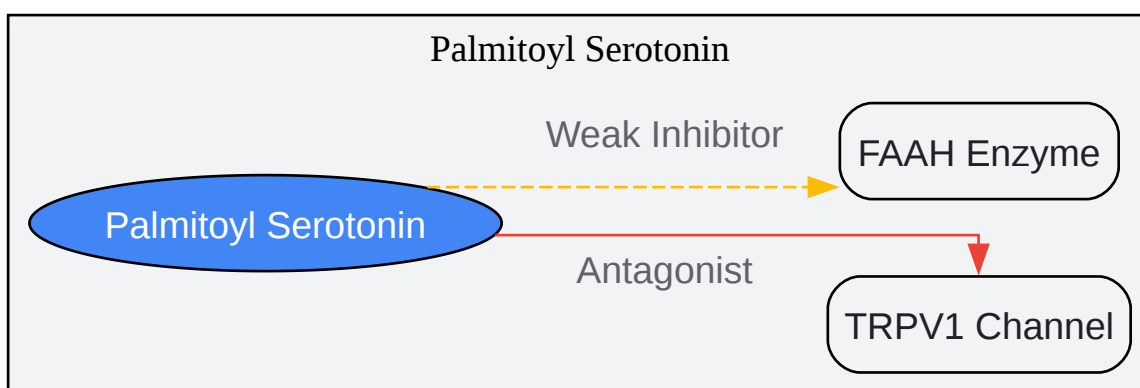 Palmitoyl Serotonin
Weak Inhibitor
FAAH Enzyme
Palmitoyl Serotonin
Antagonist
TRPV1 Channel